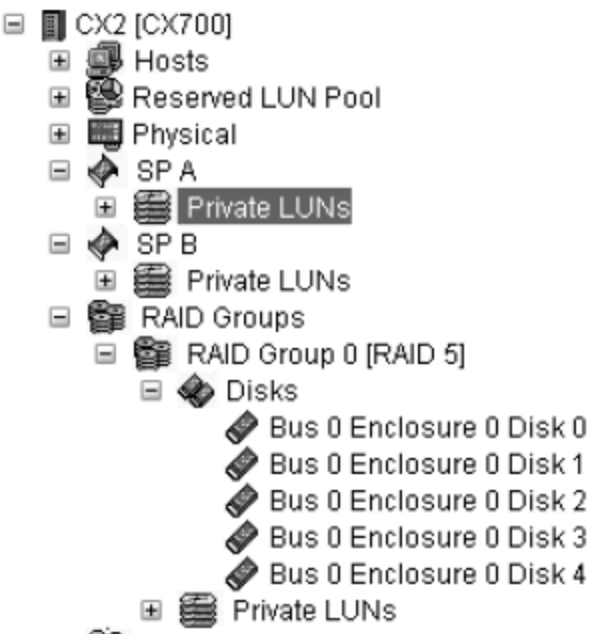 CX2 [CX700]
Hosts
Reserved LUN Pool
Physical
SP A
Private LUNs
SP B
Private LUNs
RAID Groups
RAID Group 0 [RAID 5]
Disks
Bus 0 Enclosure 0 Disk 0
Bus 0 Enclosure 0 Disk 1
Bus 0 Enclosure 0 Disk 2
Bus 0 Enclosure 0 Disk 3
Bus 0 Enclosure 0 Disk 4
Private LUNs